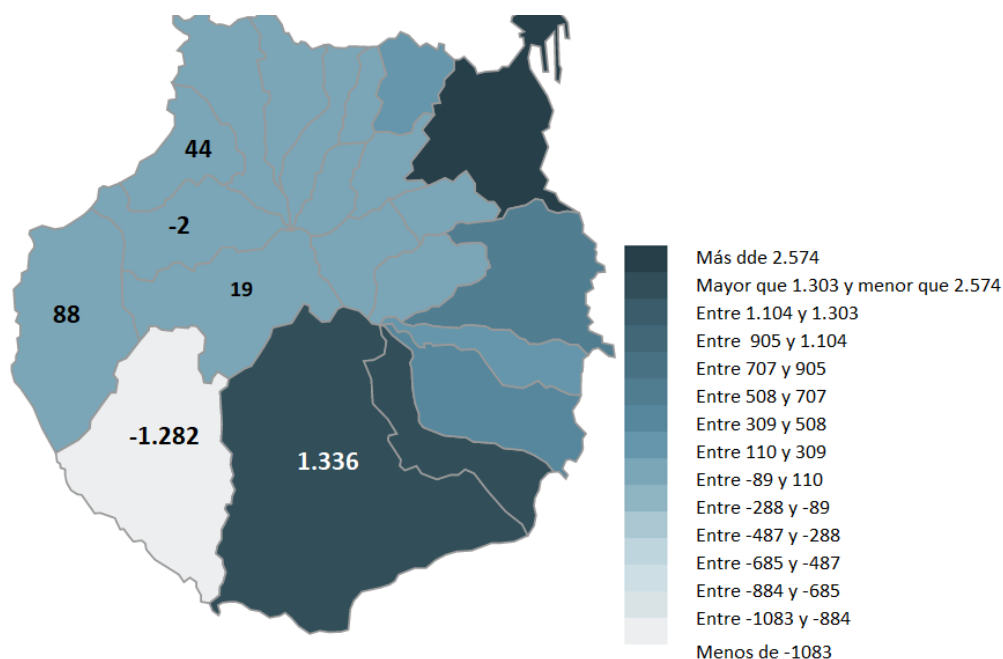 44
-2
19
88
-1.282
1.336
Más dde 2.574
Mayor que 1.303 y menor que 2.574
Entre 1.104 y 1.303
Entre 905 y 1.104
Entre 707 y 905
Entre 508 y 707
Entre 309 y 508
Entre 110 y 309
Entre -89 y 110
Entre -288 y -89
Entre -487 y -288
Entre -685 y -487
Entre -884 y -685
Entre -1083 y -884
Menos de -1083